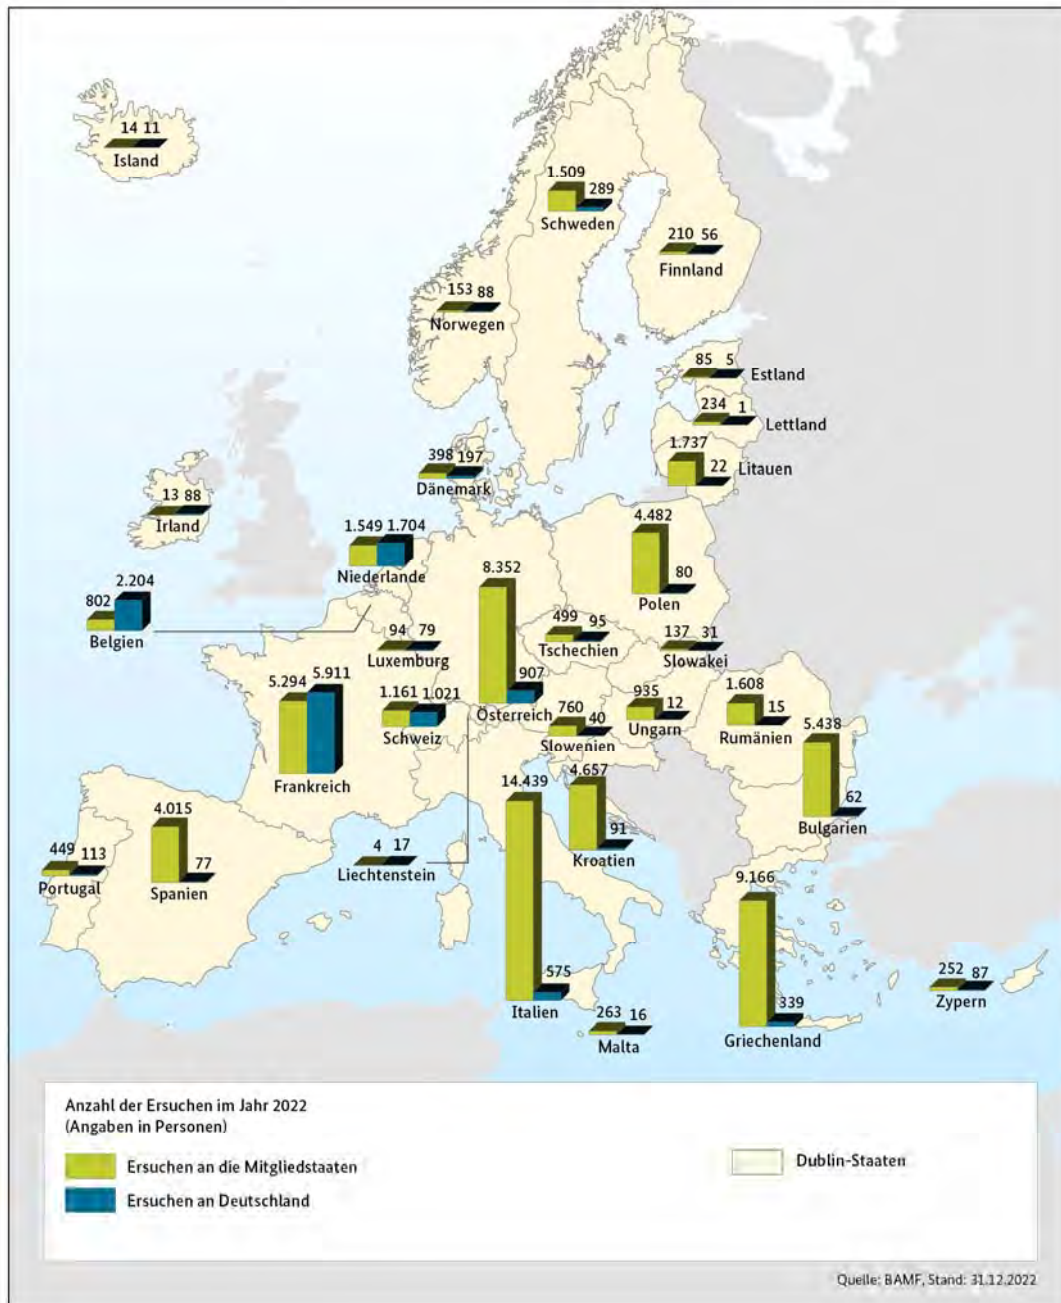 14 11
Island
1.509
289
Schweden
210 56
Finnland
153 88
Norwegen
85 5
Estland
234 1
Lettland
1.737
22
Litauen
398 197
Dänemark
13 88
Irland
1.549 1.704
Niederlande
4.482
80
Polen
802
2.204
Belgien
8.352
907
Österreich
499 95
Tschechien
94 79
Luxemburg
137 31
Slowakei
5.294
5.911
Frankreich
1.161 1.021
Schweiz
760
40
Slowenien
935
12
Ungarn
1.608
15
Rumänien
5.438
62
Bulgarien
14.439
575
Italien
4.657
91
Kroatien
4.015
77
Spanien
449
113
Portugal
4 17
Liechtenstein
9.166
339
Griechenland
252 87
Zypern
263 16
Malta
Anzahl der Ersuchen im Jahr 2022
(Angaben in Personen)
Ersuchen an die Mitgliedstaaten
Ersuchen an Deutschland
Dublin-Staaten
Quelle: BAMF, Stand: 31.12.2022